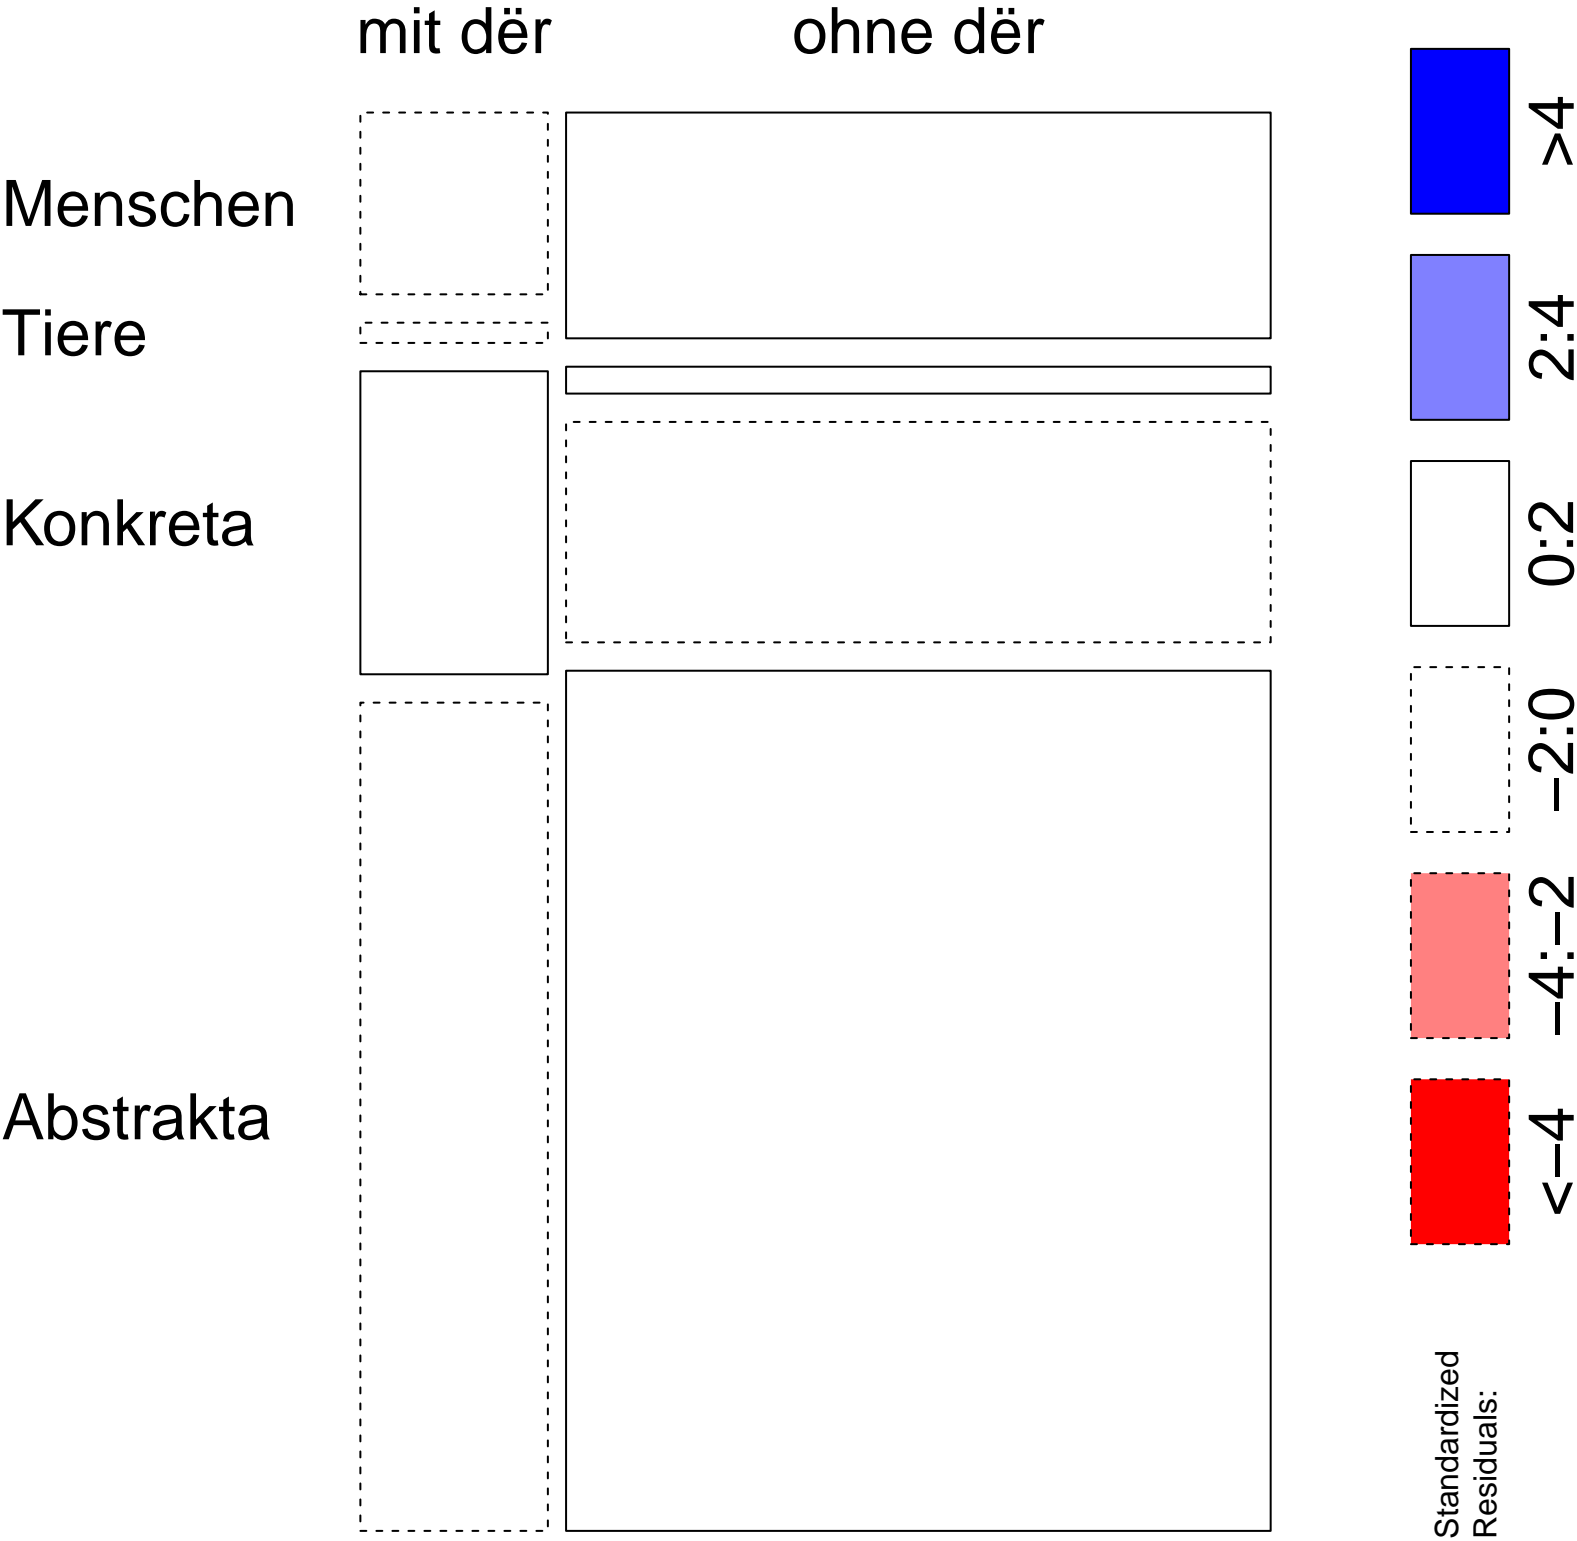 mit dër
ohne dër
Menschen
Tiere
Konkreta
Abstrakta
>4
2:4
0:2
−2:0
−4:−2
<−4
Standardized
Residuals: